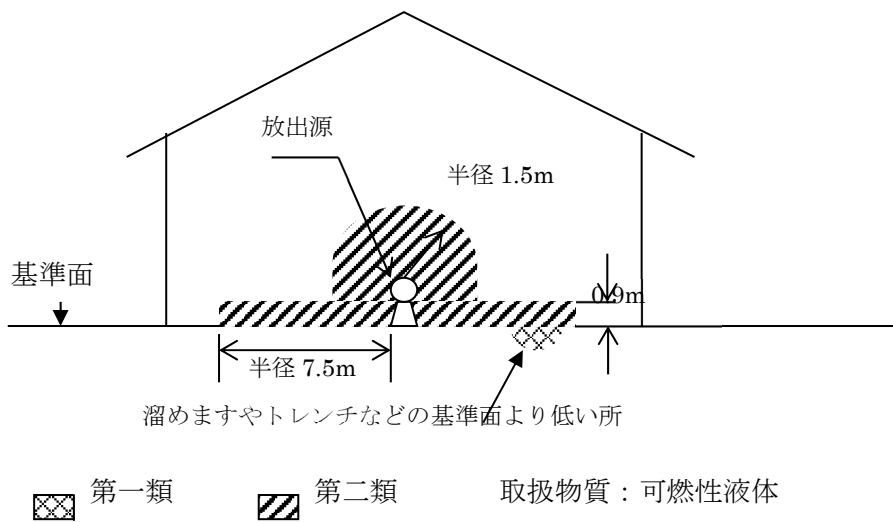 放出源
半径 1.5m
基準面
0.9m
半径 7.5m
溜めますやトレンチなどの基準面より低い所
第一類
第二類
取扱物質：可燃性液体